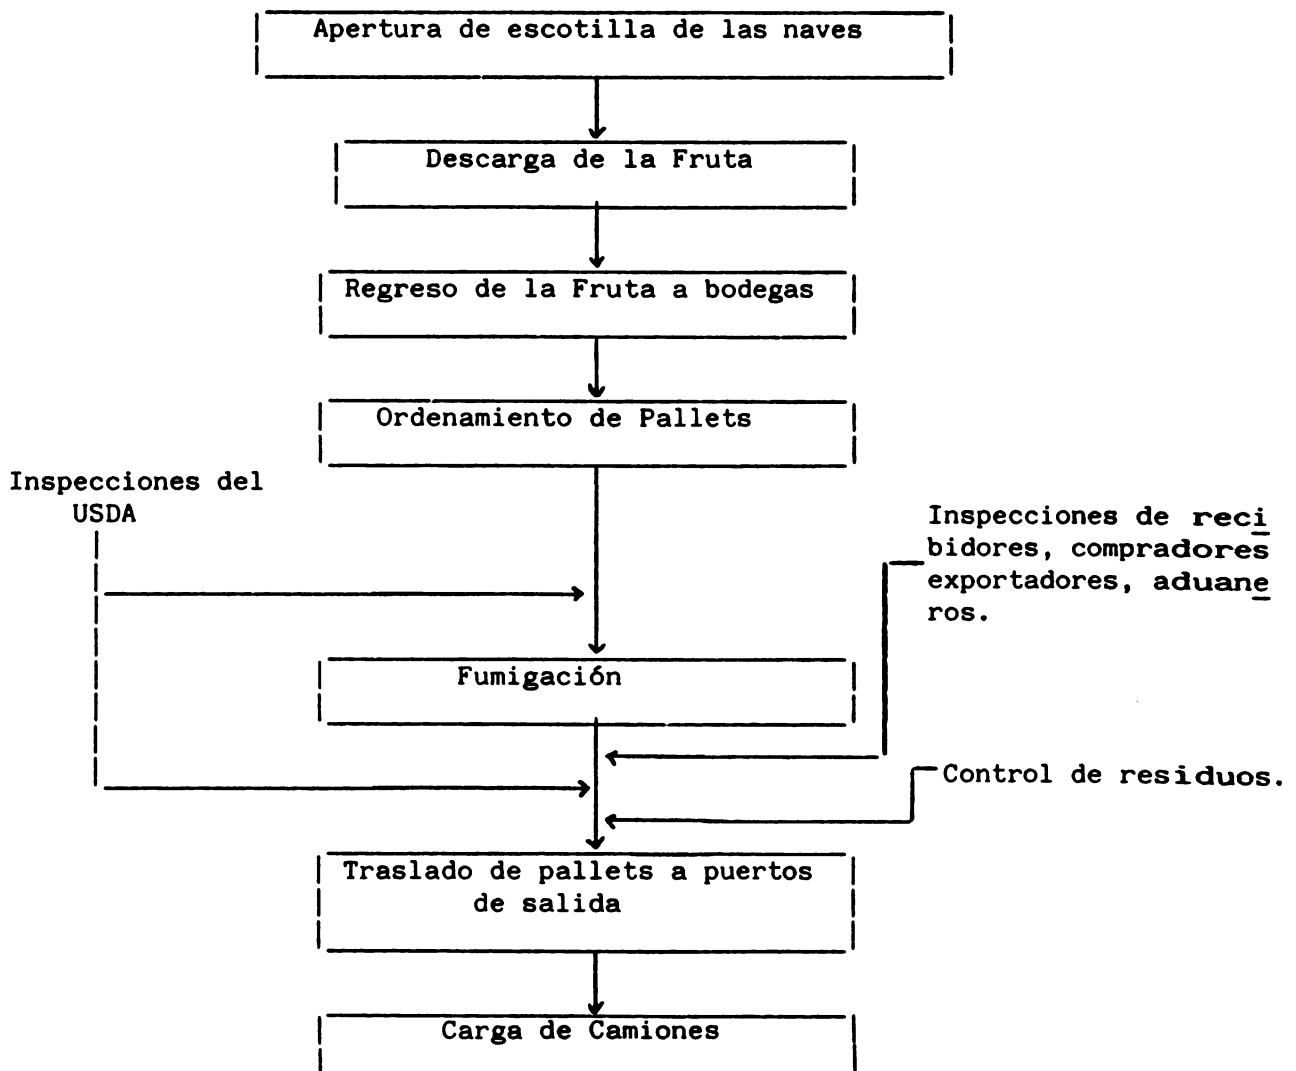 Apertura de escotilla de las naves
Descarga de la Fruta
Regreso de la Fruta a bodegas
Ordenamiento de Pallets
Inspecciones del
USDA
Inspecciones de reci
bidores, compradores
exportadores, aduane
ros.
Fumigación
Control de residuos.
Traslado de pallets a puertos
de salida
Carga de Camiones